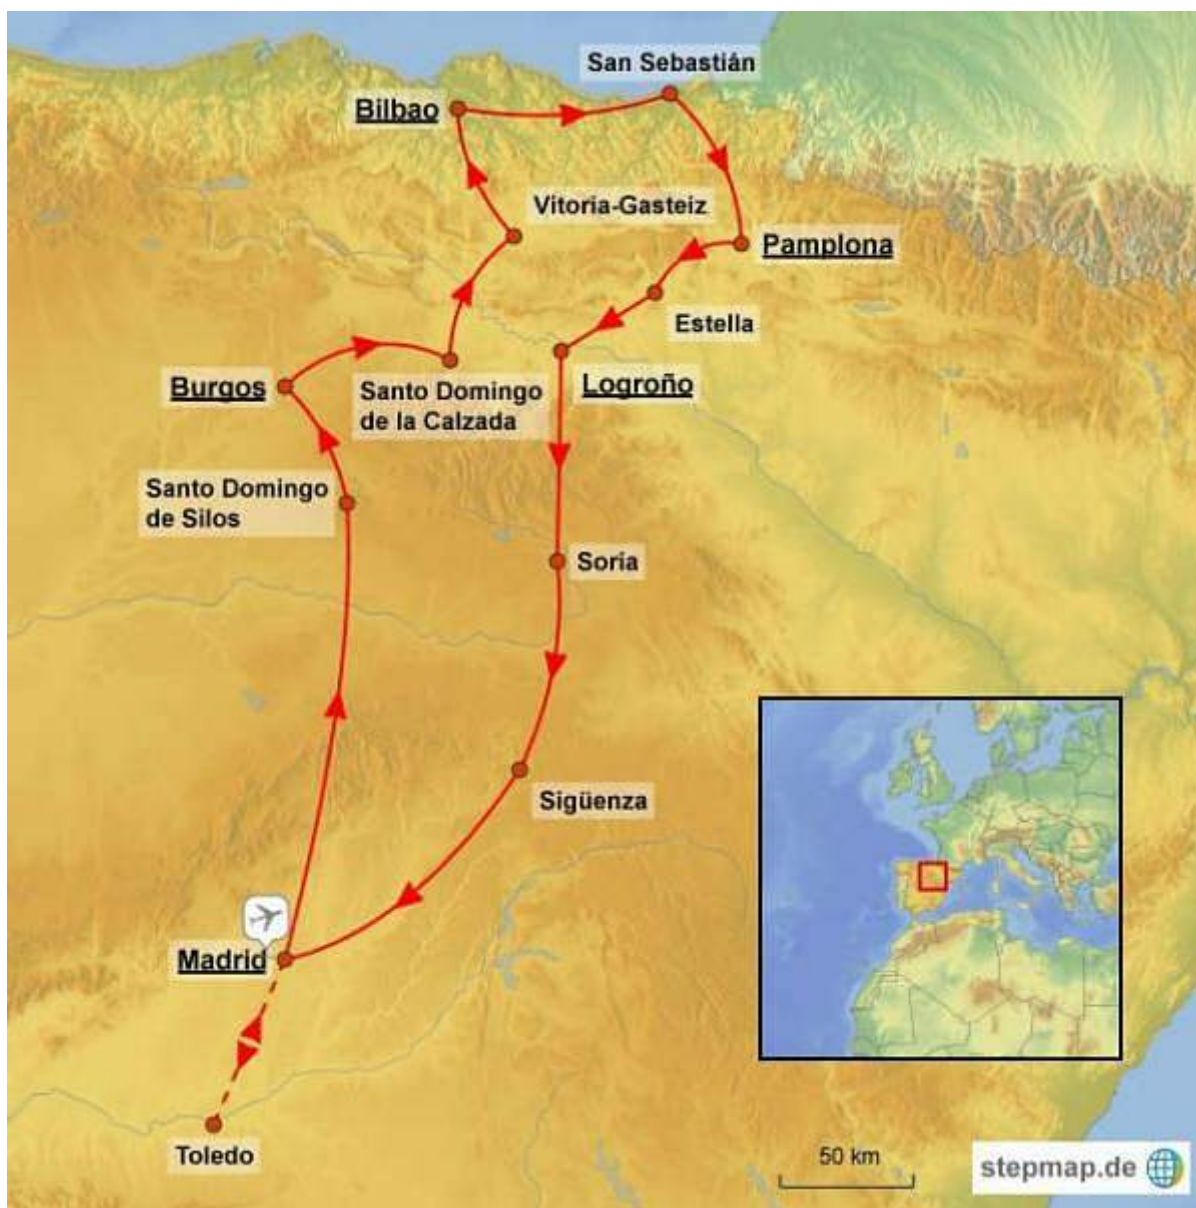 San Sebastián
Bilbao
Vitoria-Gasteiz
Pamplona
Estella
Burgos
Santo Domingo
de la Calzada
Logroño
Santo Domingo
de Silos
Soria
Sigüenza
Madrid
Toledo
50 km
stepmap.de